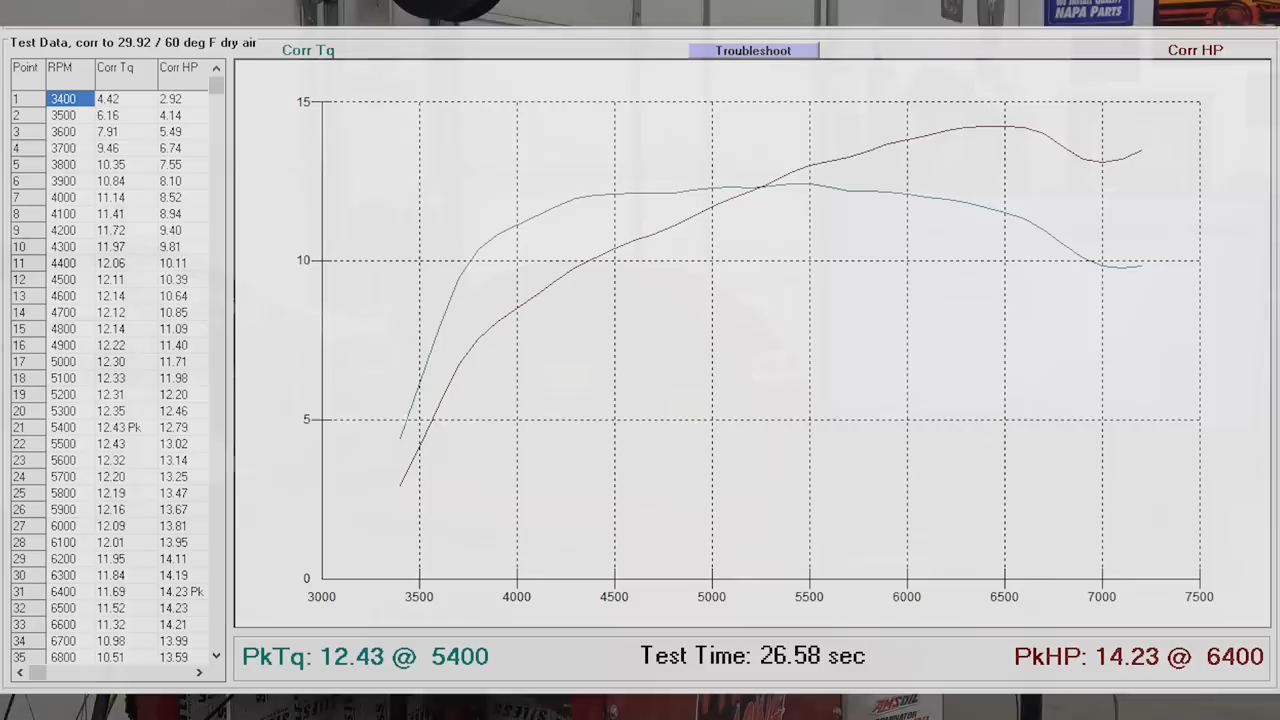 WE INSTALL QUALITY
NAPA PARTS
Test Data, corr to 29.92 / 60 deg F dry air
Corr Tq
Troubleshoot
Corr HP
Point RPM Corr Tq Corr HP
1 3400 4.42 2.92
2 3500 6.16 4.14
3 3600 7.91 5.49
4 3700 9.46 6.74
5 3800 10.35 7.55
6 3900 10.84 8.10
7 4000 11.14 8.52
8 4100 11.41 8.94
9 4200 11.72 9.40
10 4300 11.97 9.81
11 4400 12.06 10.11
12 4500 12.11 10.39
13 4600 12.14 10.64
14 4700 12.12 10.85
15 4800 12.14 11.09
16 4900 12.22 11.40
17 5000 12.30 11.71
18 5100 12.33 11.98
19 5200 12.31 12.20
20 5300 12.35 12.46
21 5400 12.43 Pk 12.79
22 5500 12.43 13.02
23 5600 12.32 13.14
24 5700 12.20 13.25
25 5800 12.19 13.47
26 5900 12.16 13.67
27 6000 12.09 13.81
28 6100 12.01 13.95
29 6200 11.95 14.11
30 6300 11.84 14.19
31 6400 11.69 14.23 Pk
32 6500 11.52 14.23
33 6600 11.32 14.21
34 6700 10.98 13.99
35 6800 10.51 13.59
15
10
5
0
3000 3500 4000 4500 5000 5500 6000 6500 7000 7500
PkTq: 12.43 @ 5400
Test Time: 26.58 sec
PkHP: 14.23 @ 6400
AMSOIL